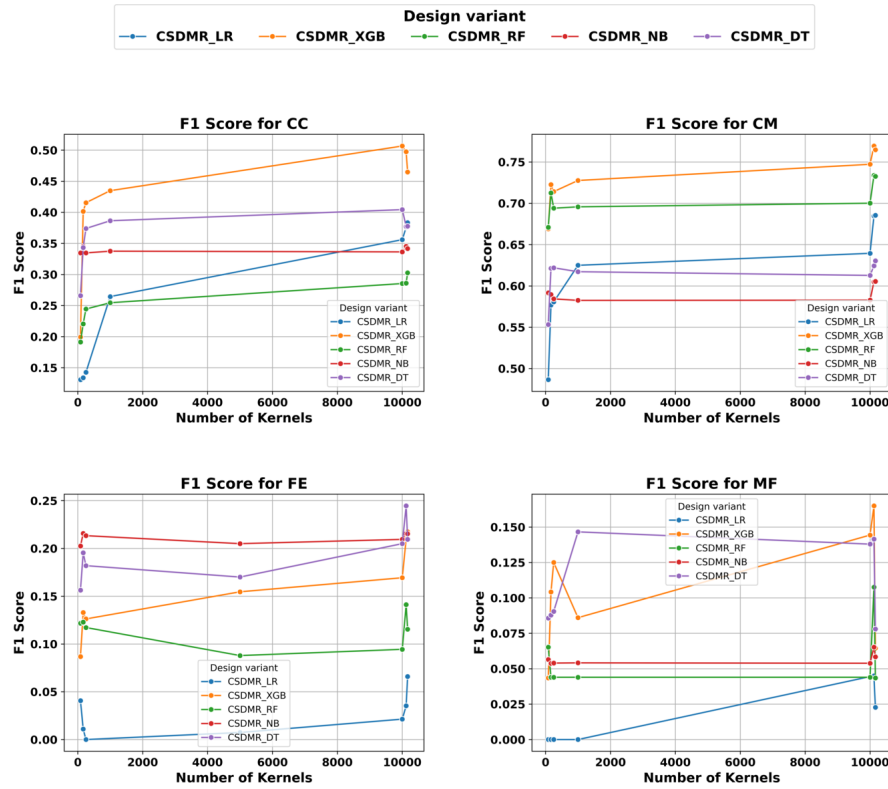 Design variant
CSDMR_LR CSDMR_XGB CSDMR_RF CSDMR_NB CSDMR_DT
F1 Score for CC
F1 Score
0.50
0.45
0.40
0.35
0.30
0.25
0.20
0.15
0 2000 4000 6000 8000 10000
Number of Kernels
Design variant
CSDMR_LR
CSDMR_XGB
CSDMR_RF
CSDMR_NB
CSDMR_DT
F1 Score for CM
F1 Score
0.75
0.70
0.65
0.60
0.55
0.50
0 2000 4000 6000 8000 10000
Number of Kernels
Design variant
CSDMR_LR
CSDMR_XGB
CSDMR_RF
CSDMR_NB
CSDMR_DT
F1 Score for FE
F1 Score
0.25
0.20
0.15
0.10
0.05
0.00
0 2000 4000 6000 8000 10000
Number of Kernels
Design variant
CSDMR_LR
CSDMR_XGB
CSDMR_RF
CSDMR_NB
CSDMR_DT
F1 Score for MF
F1 Score
0.150
0.125
0.100
0.075
0.050
0.025
0.000
0 2000 4000 6000 8000 10000
Number of Kernels
Design variant
CSDMR_LR
CSDMR_XGB
CSDMR_RF
CSDMR_NB
CSDMR_DT